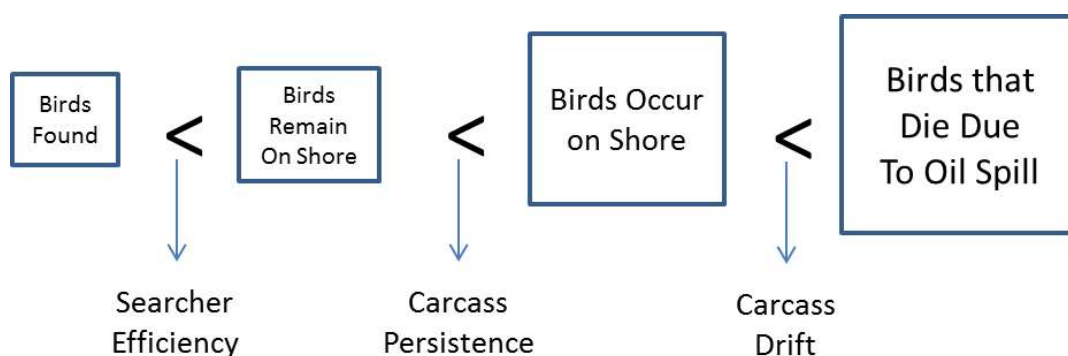 Birds
Found
<
Birds
Remain
On Shore
<
Birds Occur
on Shore
<
Birds that
Die Due
To Oil Spill
Searcher
Efficiency
Carcass
Persistence
Carcass
Drift